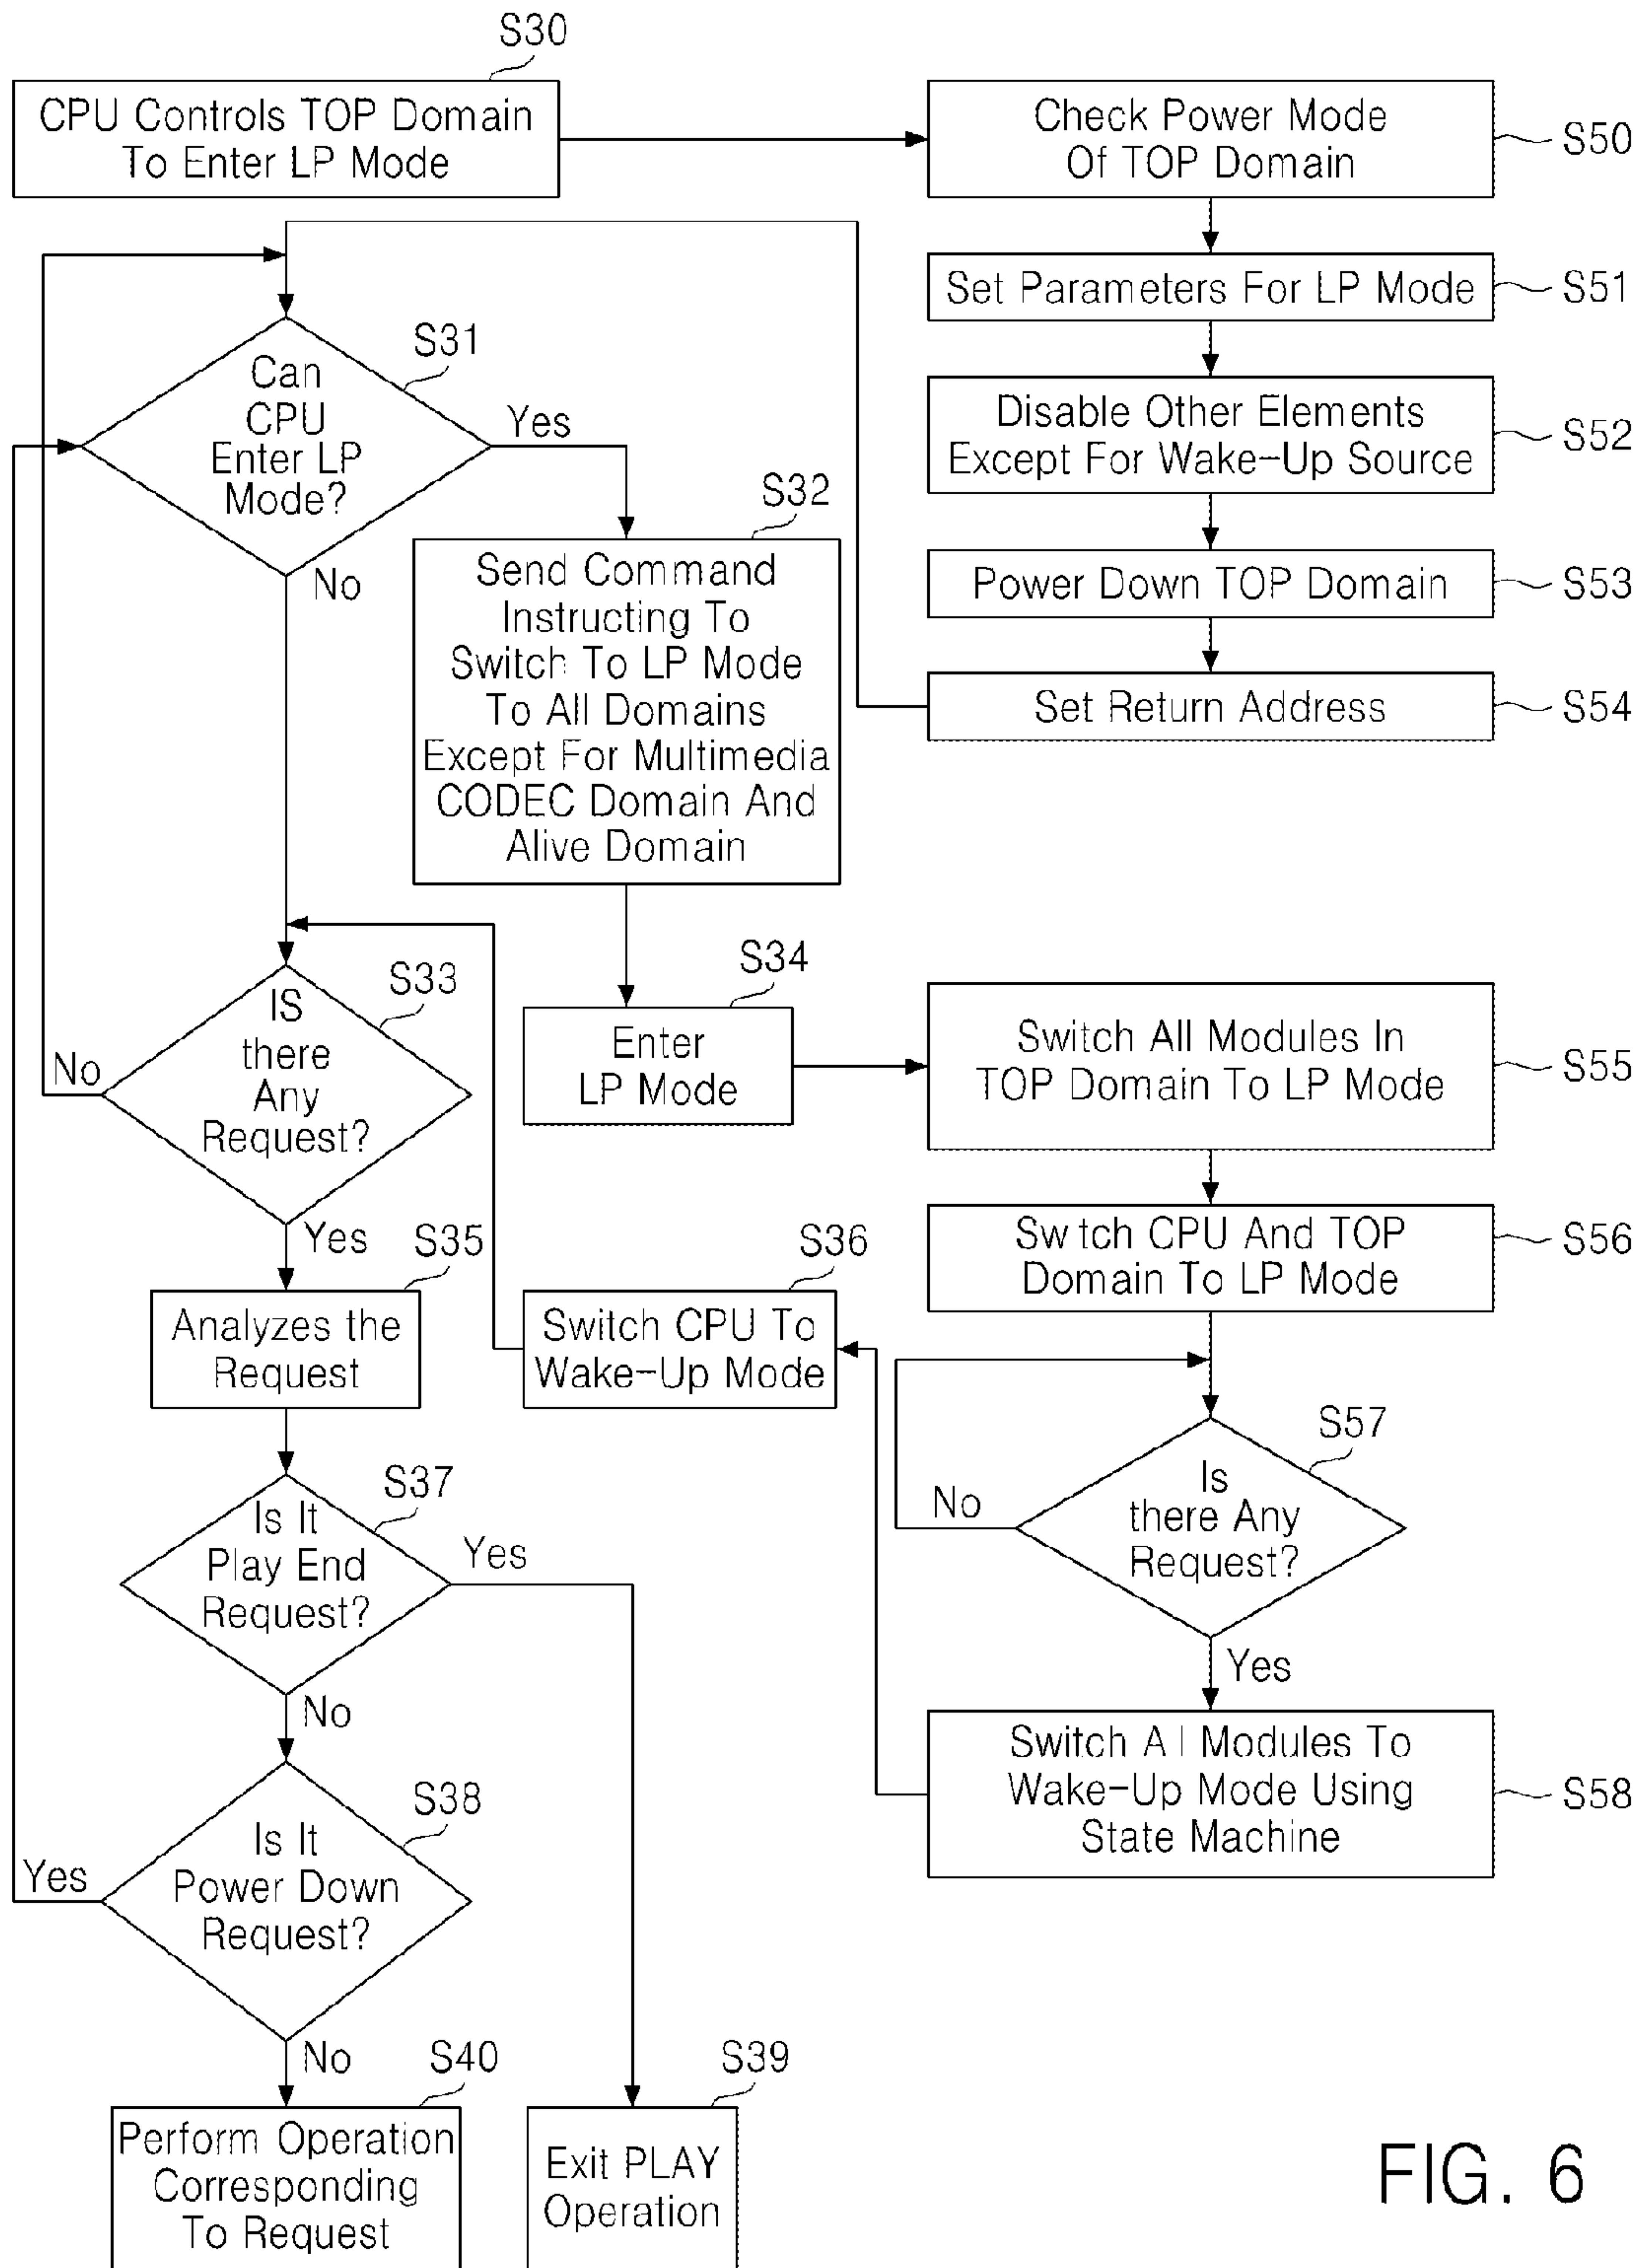 S30
CPU Controls TOP Domain
To Enter LP Mode
Check Power Mode
Of TOP Domain
S50
Set Parameters For LP Mode
S51
S31
Can
CPU
Enter LP
Mode?
Yes
No
Disable Other Elements
Except For Wake-Up Source
S52
S32
Send Command
Instructing To
Switch To LP Mode
To All Domains
Except For Multimedia
CODEC Domain And
Alive Domain
Power Down TOP Domain
S53
Set Return Address
S54
S33
IS
there
Any
Request?
No
Yes
S34
Enter
LP Mode
Switch All Modules In
TOP Domain To LP Mode
S55
S35
Analyzes the
Request
S36
Switch CPU To
Wake-Up Mode
Sw tch CPU And TOP
Domain To LP Mode
S56
S37
Is It
Play End
Request?
Yes
No
S57
Is
there Any
Request?
No
Yes
S38
Is It
Power Down
Request?
Yes
No
Switch A l Modules To
Wake-Up Mode Using
State Machine
S58
S40
Perform Operation
Corresponding
To Request
S39
Exit PLAY
Operation
FIG. 6